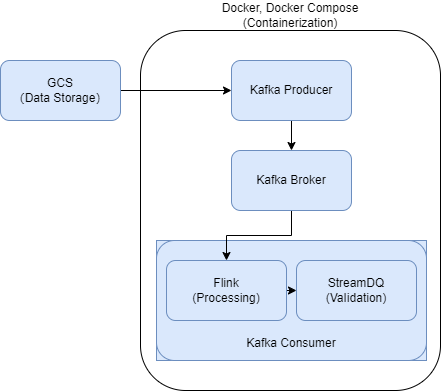 Docker, Docker Compose
(Containerization)
GCS
(Data Storage)
Kafka Producer
Kafka Broker
Flink
(Processing)
StreamDQ
(Validation)
Kafka Consumer